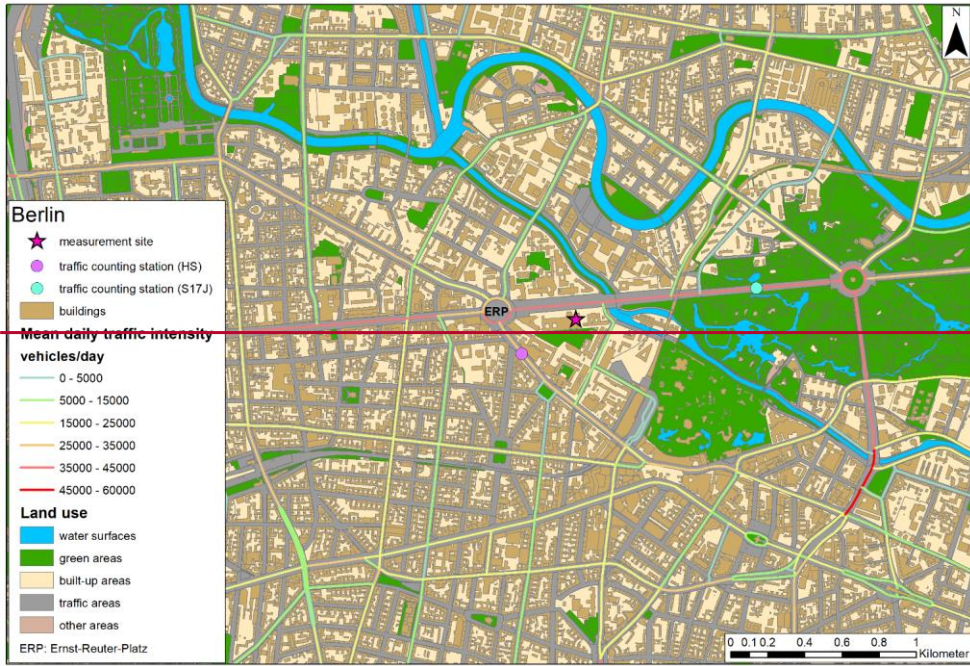 N
Berlin
measurement site
traffic counting station (HS)
traffic counting station (S17J)
buildings
Mean daily traffic intensity
vehicles/day
0 - 5000
5000 - 15000
15000 - 25000
25000 - 35000
35000 - 45000
45000 - 60000
Land use
water surfaces
green areas
built-up areas
traffic areas
other areas
ERP: Ernst-Reuter-Platz
ERP
0 0.1 0.2 0.4 0.6 0.8 1
Kilometer